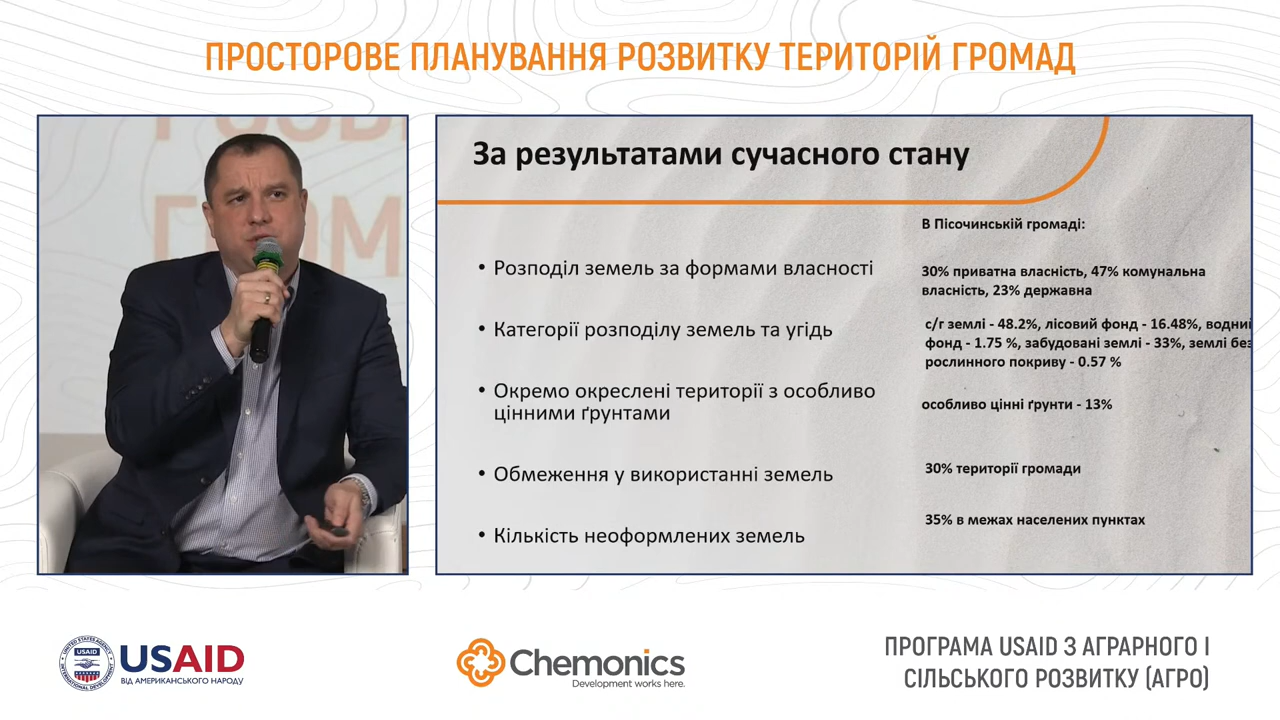 ПРОСТОРОВЕ ПЛАНУВАННЯ РОЗВИТКУ ТЕРИТОРІЙ ГРОМАД
За результатами сучасного стану
В Пісочинській громаді:
• Розподіл земель за формами власності
30% приватна власність, 47% комунальна
власність, 23% державна
• Категорії розподілу земель та угідь
с/г землі - 48.2%, лісовий фонд - 16.48%, водний
фонд - 1.75 %, забудовані землі - 33%, землі без
рослинного покриву - 0.57 %
• Окремо окреслені території з особливо
цінними ґрунтами
особливо цінні ґрунти - 13%
• Обмеження у використанні земель
30% території громади
• Кількість неоформлених земель
35% в межах населених пунктах
USAID
ВІД АМЕРИКАНСЬКОГО НАРОДУ
Chemonics
Development works here.
ПРОГРАМА USAID З АГРАРНОГО І
СІЛЬСЬКОГО РОЗВИТКУ (АГРО)